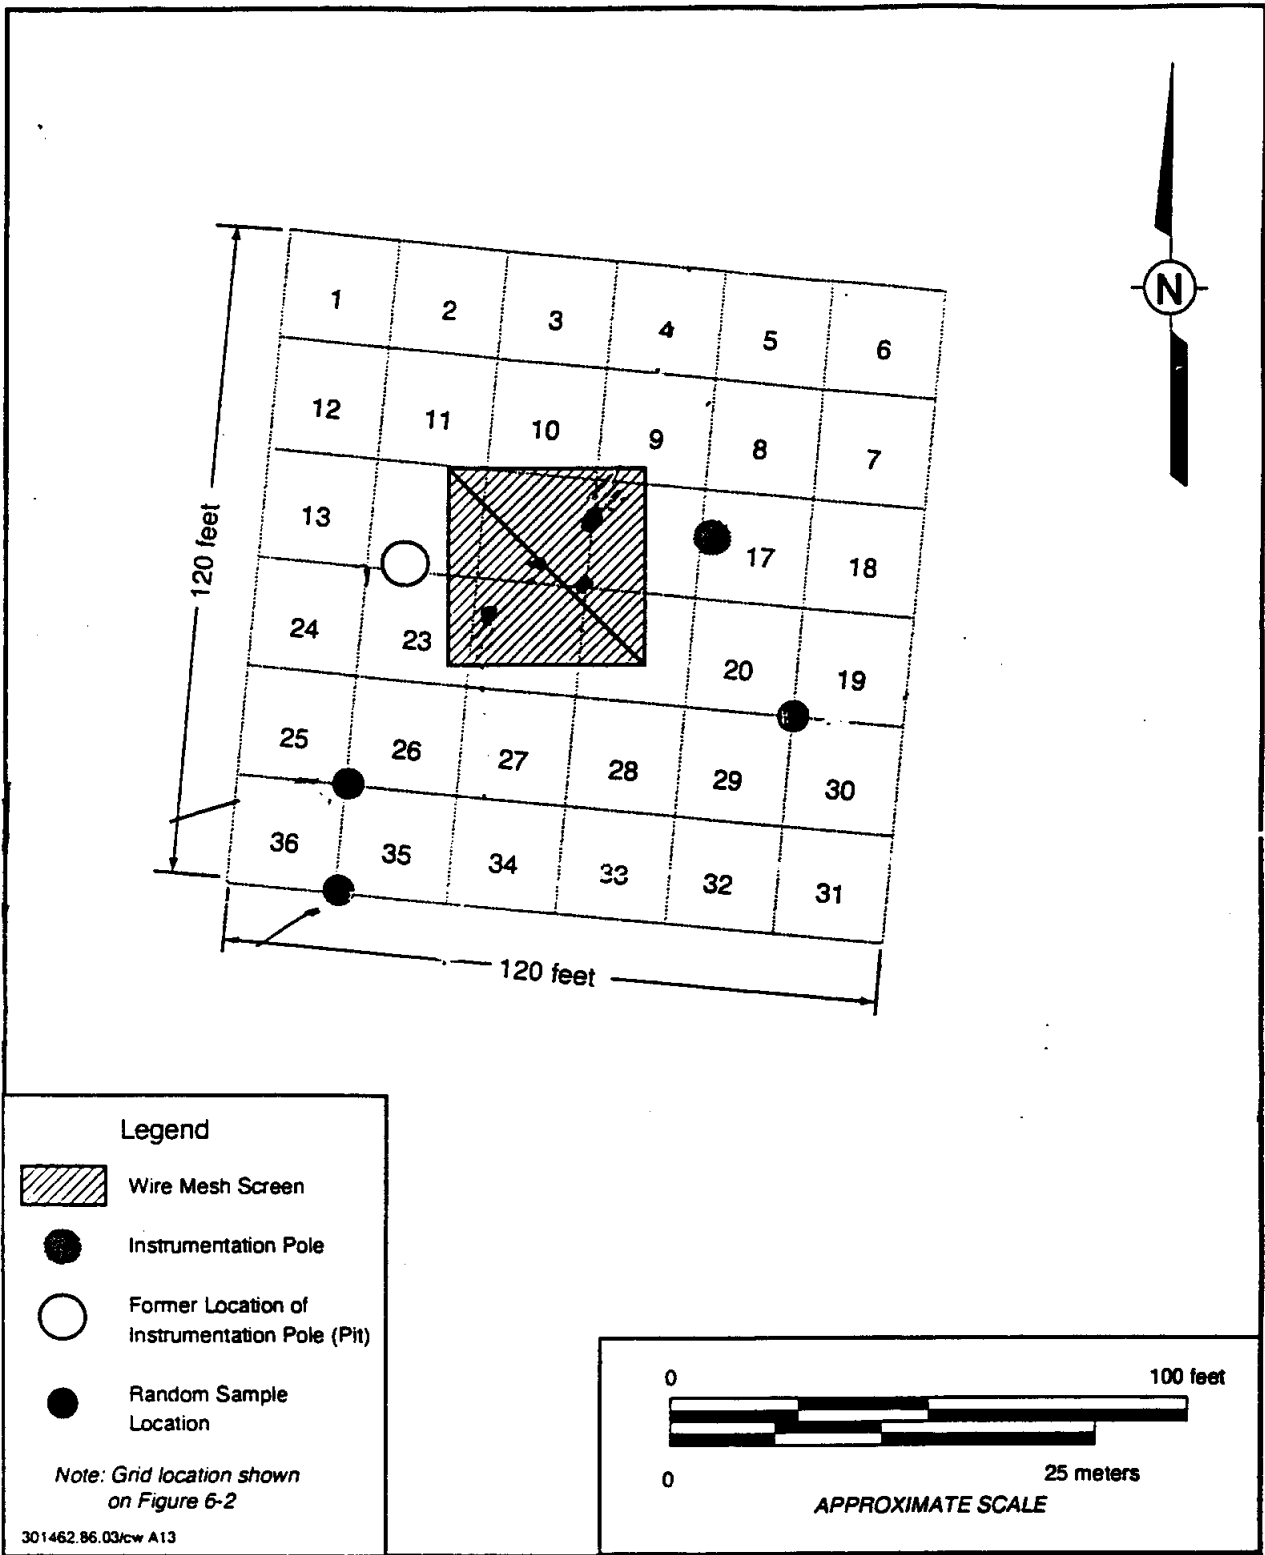 N
1
2
3
4
5
6
12
11
10
9
8
7
13
17
18
24
23
20
19
25
26
27
28
29
30
36
35
34
33
32
31
120 feet
120 feet
Legend
Wire Mesh Screen
Instrumentation Pole
Former Location of
Instrumentation Pole (Pit)
Random Sample
Location
Note: Grid location shown
on Figure 6-2
301462.86.03/cw A13
0
100 feet
0
25 meters
APPROXIMATE SCALE